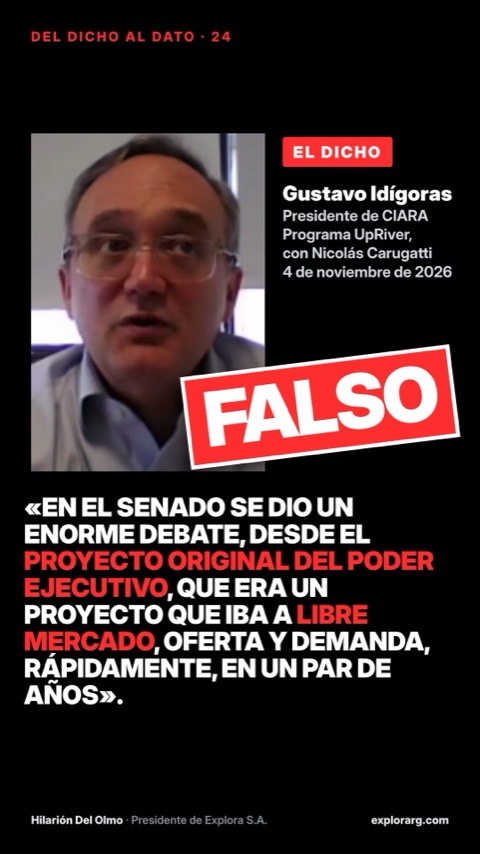 DEL DICHO AL DATO · 24
EL DICHO
Gustavo Idígoras
Presidente de CIARA
Programa UpRiver,
con Nicolás Carugatti
4 de noviembre de 2026
FALSO
«EN EL SENADO SE DIO UN
ENORME DEBATE, DESDE EL
PROYECTO ORIGINAL DEL PODER
EJECUTIVO, QUE ERA UN
PROYECTO QUE IBA A LIBRE
MERCADO, OFERTA Y DEMANDA,
RÁPIDAMENTE, EN UN PAR DE
AÑOS».
Hilarión Del Olmo · Presidente de Explora S.A.
explorarg.com